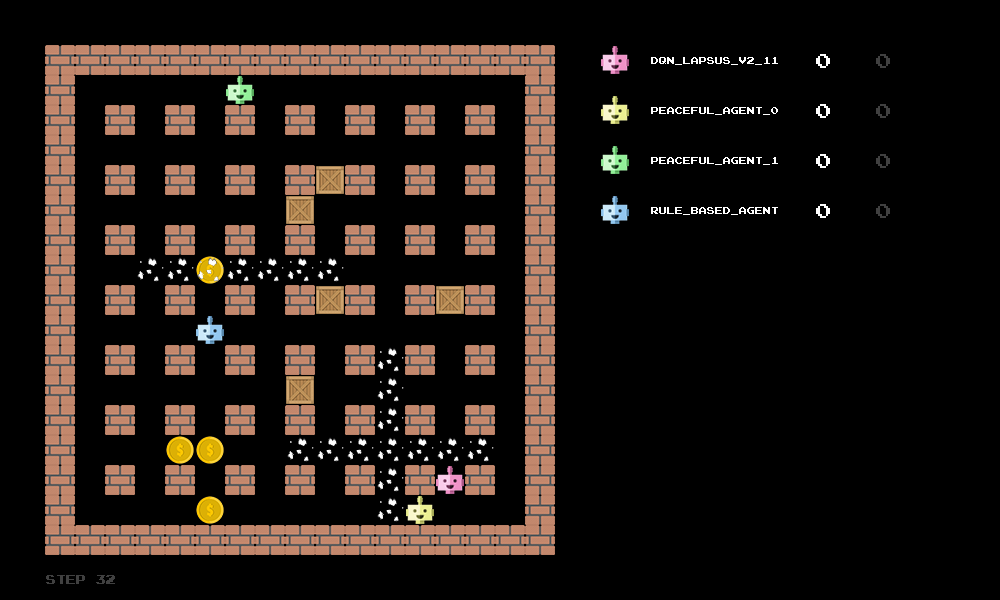 DQN_LAPSUS_V2_11 0 0
PEACEFUL_AGENT_0 0 0
PEACEFUL_AGENT_1 0 0
RULE_BASED_AGENT 0 0
$ $
$
STEP 32